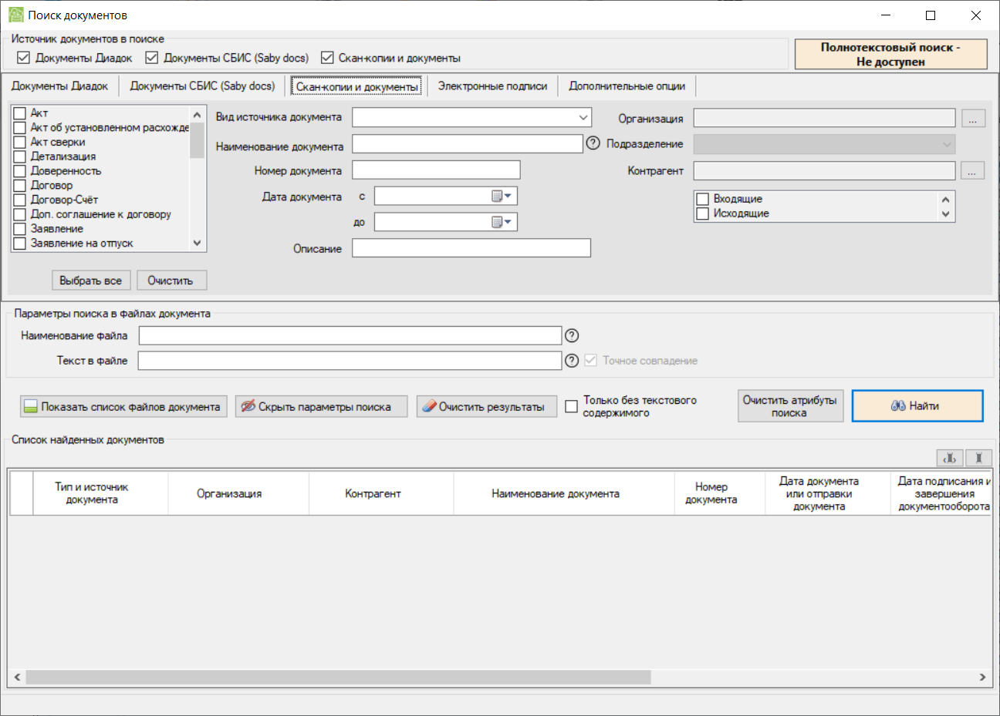 Поиск документов
Источник документов в поиске
Документы Диадок
Документы СБИС (Saby docs)
Скан-копии и документы
Полнотекстовый поиск -
Не доступен
Документы Диадок
Документы СБИС (Saby docs)
Скан-копии и документы
Электронные подписи
Дополнительные опции
Акт
Акт об установленном расхожде
Акт сверки
Детализация
Доверенность
Договор
Договор-Счёт
Доп. соглашение к договору
Заявление
Заявление на отпуск
Выбрать все
Очистить
Вид источника документа
Наименование документа
?
Номер документа
Дата документа
с
до
Описание
Организация
...
Подразделение
Контрагент
...
Входящие
Исходящие
Параметры поиска в файлах документа
Наименование файла
?
Текст в файле
?
Точное совпадение
Показать список файлов документа
Скрыть параметры поиска
Очистить результаты
Только без текстового
содержимого
Очистить атрибуты
поиска
Найти
Список найденных документов
Тип и источник
документа
Организация
Контрагент
Наименование документа
Номер
документа
Дата документа
или отправки
документа
Дата подписания и
завершения
документооборота